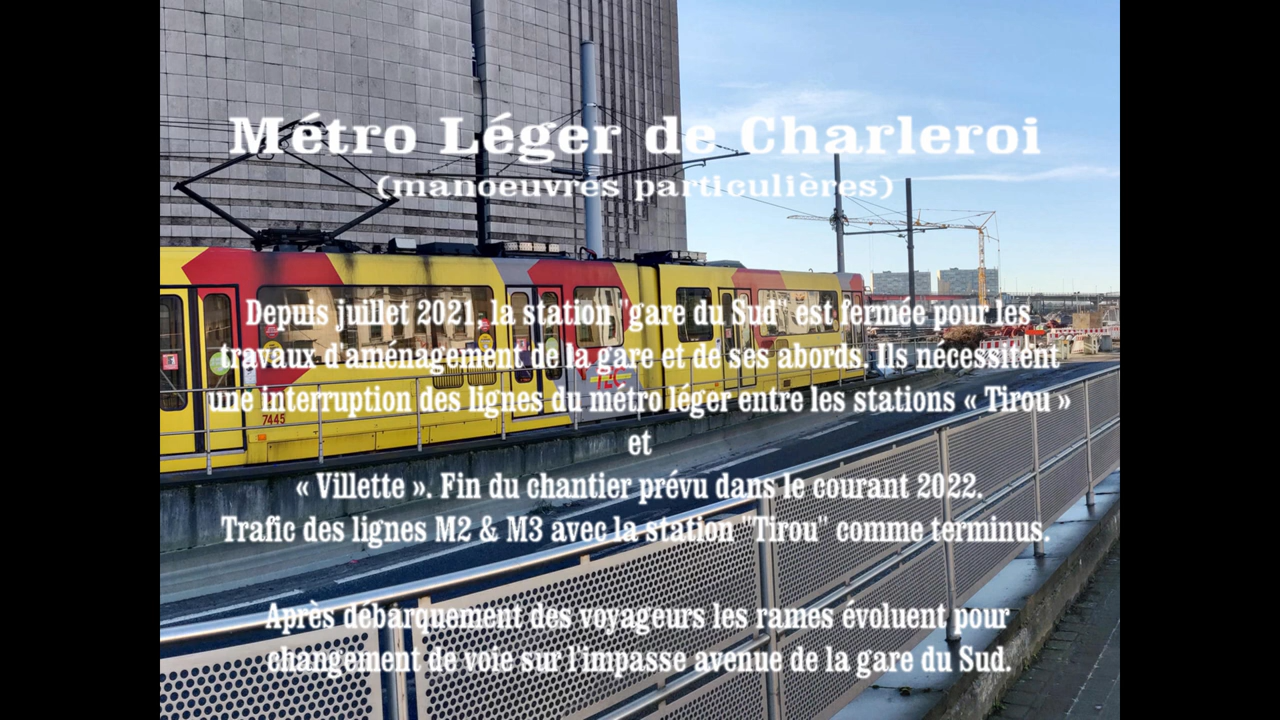 Métro Léger de Charleroi
(manoeuvres particulières)
Depuis juillet 2021, la station "gare du Sud" est fermée pour les
travaux d'aménagement de la gare et de ses abords. Ils nécessitent
une interruption des lignes du métro léger entre les stations « Tirou »
et
« Villette ». Fin du chantier prévu dans le courant 2022.
Trafic des lignes M2 & M3 avec la station "Tirou" comme terminus.
Après débarquement des voyageurs les rames évoluent pour
changement de voie sur l'impasse avenue de la gare du Sud.
TEC
7445